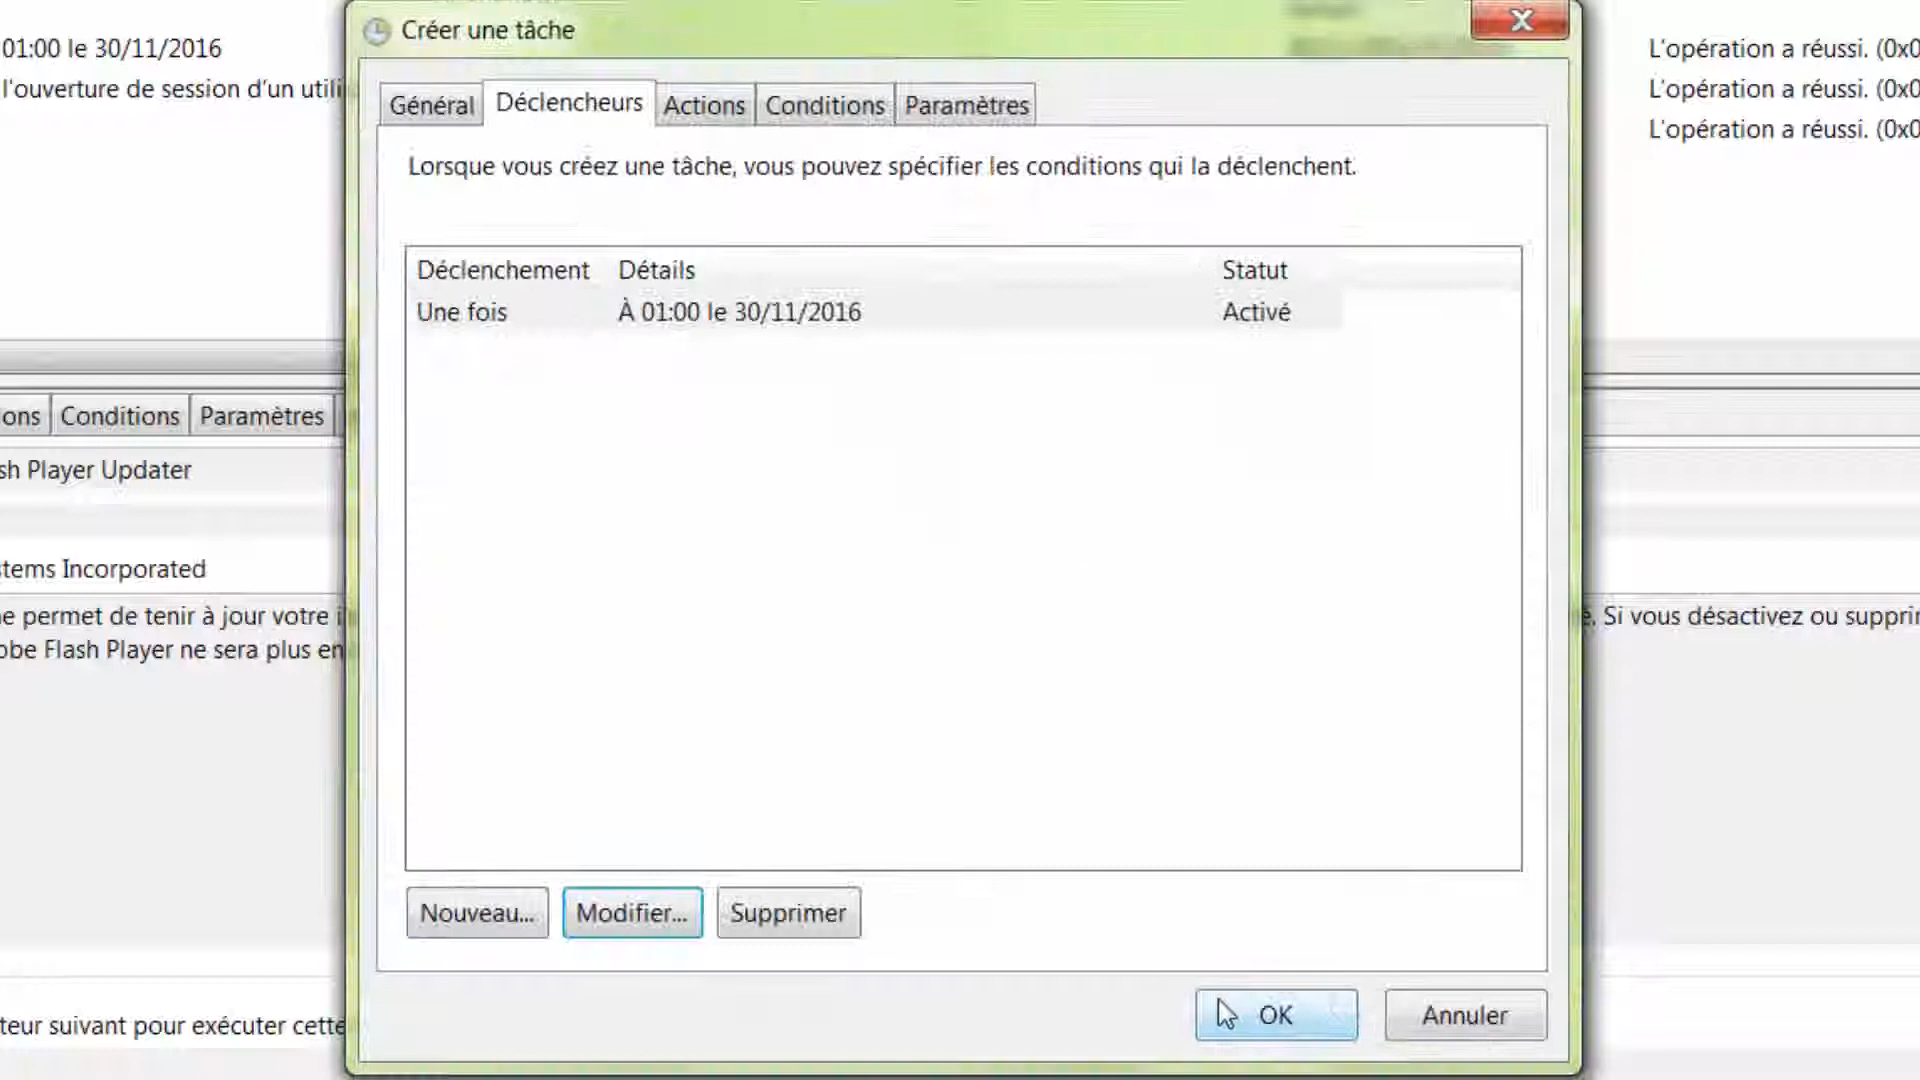 Créer une tâche
01:00 le 30/11/2016
L'opération a réussi. (0x0
l'ouverture de session d'un utili
L'opération a réussi. (0x0
L'opération a réussi. (0x0
Général
Déclencheurs
Actions
Conditions
Paramètres
Lorsque vous créez une tâche, vous pouvez spécifier les conditions qui la déclenchent.
Déclenchement Détails Statut
Une fois À 01:00 le 30/11/2016 Activé
ons Conditions Paramètres
sh Player Updater
stems Incorporated
e permet de tenir à jour votre
. Si vous désactivez ou supprin
obe Flash Player ne sera plus en
Nouveau... Modifier... Supprimer
OK Annuler
teur suivant pour exécuter cette